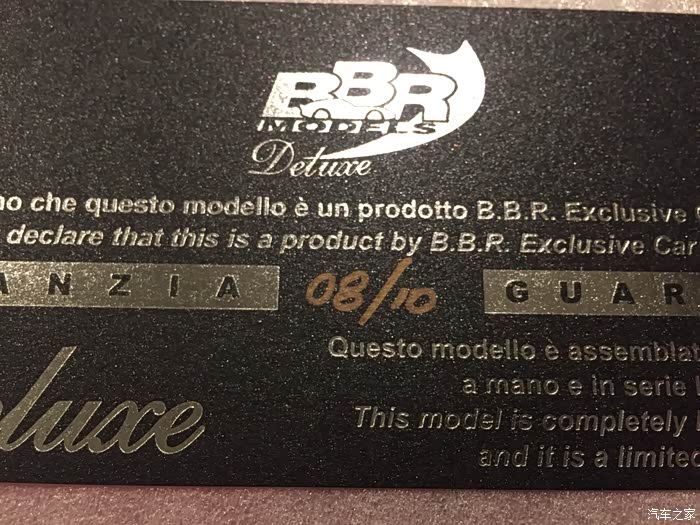 BBR
MODELS
Deluxe
che questo modello è un prodotto B.B.R. Exclusive
declare that this is a product by B.B.R. Exclusive Car
ANZIA 08/10 GUAR
Questo modello è assemblat
a mano e in serie
This model is completely
and it is a limited
luxe
汽车之家